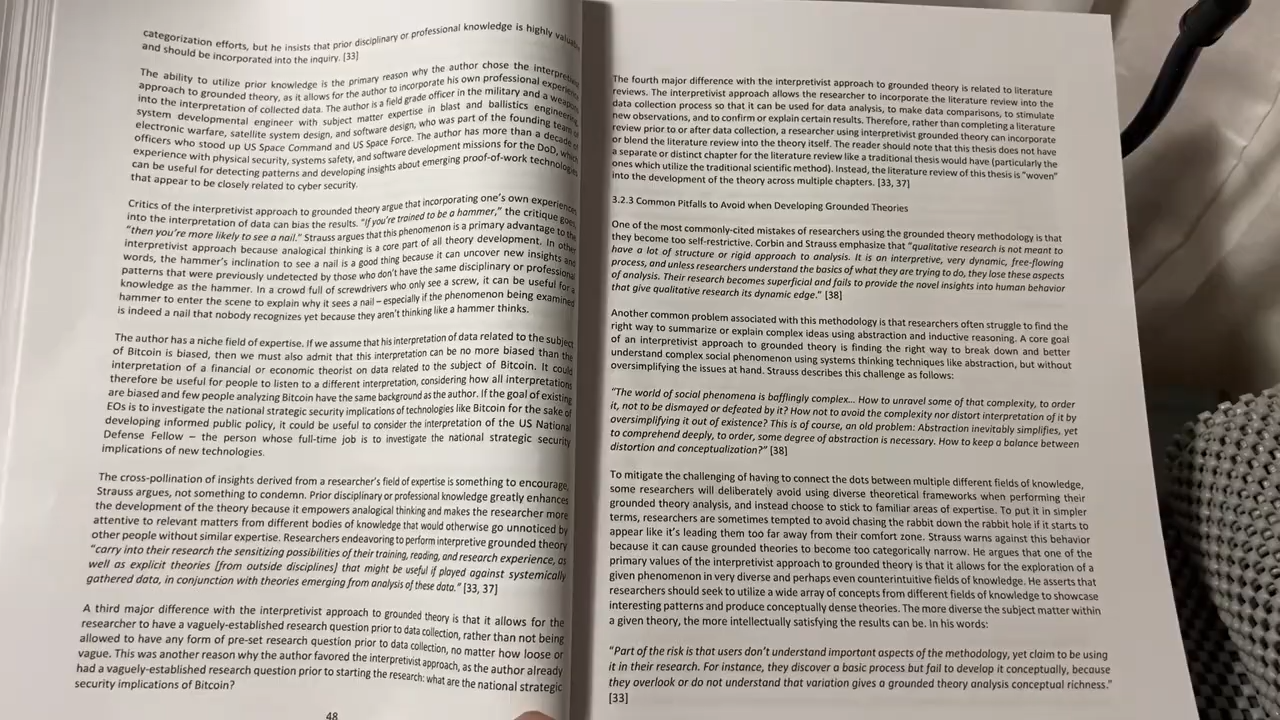 categorization efforts, but he insists that prior disciplinary or professional knowledge is highly valuable
and should be incorporated into the inquiry. [33]
The ability to utilize prior knowledge is the primary reason why the author chose the interpretivist
approach to grounded theory, as it allows for the author to incorporate his own professional experience
into the interpretation of collected data. The author is a field grade officer in the military and a weapon
system developmental engineer with subject matter expertise in blast and ballistics engineering,
electronic warfare, satellite system design, and software design, who was part of the founding team of
officers who stood up US Space Command and US Space Force. The author has more than a decade of
experience with physical security, systems safety, and software development missions for the DoD, which
can be useful for detecting patterns and developing insights about emerging proof-of-work technologies
that appear to be closely related to cyber security.
Critics of the interpretivist approach to grounded theory argue that incorporating one's own experiences
into the interpretation of data can bias the results. "If you're trained to be a hammer," the critique goes,
"then you're more likely to see a nail." Strauss argues that this phenomenon is a primary advantage to the
interpretivist approach because analogical thinking is a core part of all theory development. In other
words, the hammer's inclination to see a nail is a good thing because it can uncover new insights and
patterns that were previously undetected by those who don't have the same disciplinary or professional
knowledge as the hammer. In a crowd full of screwdrivers who only see a screw, it can be useful for a
hammer to enter the scene to explain why it sees a nail – especially if the phenomenon being examined
is indeed a nail that nobody recognizes yet because they aren't thinking like a hammer thinks.
The author has a niche field of expertise. If we assume that his interpretation of data related to the subject
of Bitcoin is biased, then we must also admit that this interpretation can be no more biased than the
interpretation of a financial or economic theorist on data related to the subject of Bitcoin. It could
therefore be useful for people to listen to a different interpretation, considering how all interpretations
are biased and few people analyzing Bitcoin have the same background as the author. If the goal of existing
EOs is to investigate the national strategic security implications of technologies like Bitcoin for the sake of
developing informed public policy, it could be useful to consider the interpretation of the US National
Defense Fellow – the person whose full-time job is to investigate the national strategic security
implications of new technologies.
The cross-pollination of insights derived from a researcher's field of expertise is something to encourage,
Strauss argues, not something to condemn. Prior disciplinary or professional knowledge greatly enhances
the development of the theory because it empowers analogical thinking and makes the researcher more
attentive to relevant matters from different bodies of knowledge that would otherwise go unnoticed by
other people without similar expertise. Researchers endeavoring to perform interpretive grounded theory
"carry into their research the sensitizing possibilities of their training, reading, and research experience, as
well as explicit theories [from outside disciplines] that might be useful if played against systematically
gathered data, in conjunction with theories emerging from analysis of these data." [33, 37]
A third major difference with the interpretivist approach to grounded theory is that it allows for the
researcher to have a vaguely-established research question prior to data collection, rather than not being
allowed to have any form of pre-set research question prior to data collection, no matter how loose or
vague. This was another reason why the author favored the interpretivist approach, as the author already
had a vaguely-established research question prior to starting the research: what are the national strategic
security implications of Bitcoin?
48
The fourth major difference with the interpretivist approach to grounded theory is related to literature
reviews. The interpretivist approach allows the researcher to incorporate the literature review into the
data collection process so that it can be used for data analysis, to make data comparisons, to stimulate
new observations, and to confirm or explain certain results. Therefore, rather than completing a literature
review prior to or after data collection, a researcher using interpretivist grounded theory can incorporate
or blend the literature review into the theory itself. The reader should note that this thesis does not have
a separate or distinct chapter for the literature review like a traditional thesis would have (particularly the
ones which utilize the traditional scientific method). Instead, the literature review of this thesis is "woven"
into the development of the theory across multiple chapters. [33, 37]
3.2.3 Common Pitfalls to Avoid when Developing Grounded Theories
One of the most commonly-cited mistakes of researchers using the grounded theory methodology is that
they become too self-restrictive. Corbin and Strauss emphasize that "qualitative research is not meant to
have a lot of structure or rigid approach to analysis. It is an interpretive, very dynamic, free-flowing
process, and unless researchers understand the basics of what they are trying to do, they lose these aspects
of analysis. Their research becomes superficial and fails to provide the novel insights into human behavior
that give qualitative research its dynamic edge." [38]
Another common problem associated with this methodology is that researchers often struggle to find the
right way to summarize or explain complex ideas using abstraction and inductive reasoning. A core goal
of an interpretivist approach to grounded theory is finding the right way to break down and better
understand complex social phenomenon using systems thinking techniques like abstraction, but without
oversimplifying the issues at hand. Strauss describes this challenge as follows:
"The world of social phenomena is bafflingly complex... How to unravel some of that complexity, to order
it, not to be dismayed or defeated by it? How not to avoid the complexity nor distort interpretation of it by
oversimplifying it out of existence? This is of course, an old problem: Abstraction inevitably simplifies, yet
to comprehend deeply, to order, some degree of abstraction is necessary. How to keep a balance between
distortion and conceptualization?" [38]
To mitigate the challenging of having to connect the dots between multiple different fields of knowledge,
some researchers will deliberately avoid using diverse theoretical frameworks when performing their
grounded theory analysis, and instead choose to stick to familiar areas of expertise. To put it in simpler
terms, researchers are sometimes tempted to avoid chasing the rabbit down the rabbit hole if it starts to
appear like it's leading them too far away from their comfort zone. Strauss warns against this behavior
because it can cause grounded theories to become too categorically narrow. He argues that one of the
primary values of the interpretivist approach to grounded theory is that it allows for the exploration of a
given phenomenon in very diverse and perhaps even counterintuitive fields of knowledge. He asserts that
researchers should seek to utilize a wide array of concepts from different fields of knowledge to showcase
interesting patterns and produce conceptually dense theories. The more diverse the subject matter within
a given theory, the more intellectually satisfying the results can be. In his words:
"Part of the risk is that users don't understand important aspects of the methodology, yet claim to be using
it in their research. For instance, they discover a basic process but fail to develop it conceptually, because
they overlook or do not understand that variation gives a grounded theory analysis conceptual richness."
[33]